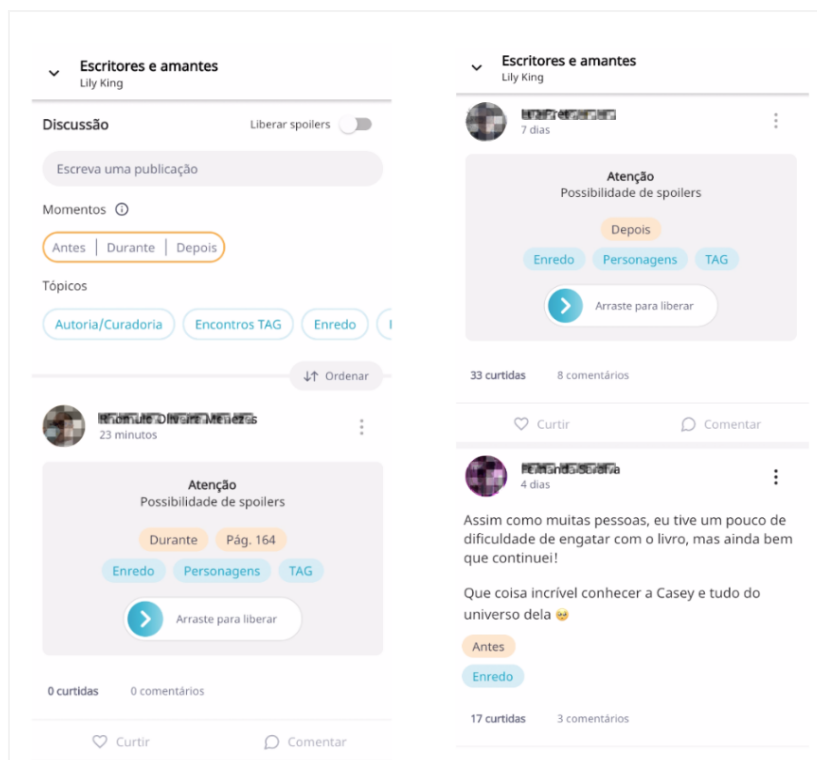 Escritores e amantes
Lily King
Discussão
Liberar spoilers
Escreva uma publicação
Momentos
Antes | Durante | Depois
Tópicos
Autoria/Curadoria
Encontros TAG
Enredo
Ordenar
23 minutos
Atenção
Possibilidade de spoilers
Durante
Pág. 164
Enredo
Personagens
TAG
Arraste para liberar
0 curtidas
0 comentários
Curtir
Comentar
Escritores e amantes
Lily King
7 dias
Atenção
Possibilidade de spoilers
Depois
Enredo
Personagens
TAG
Arraste para liberar
33 curtidas
8 comentários
Curtir
Comentar
4 dias
Assim como muitas pessoas, eu tive um pouco de
dificuldade de engatar com o livro, mas ainda bem
que continuei!
Que coisa incrível conhecer a Casey e tudo do
universo dela 🥹
Antes
Enredo
17 curtidas
3 comentários